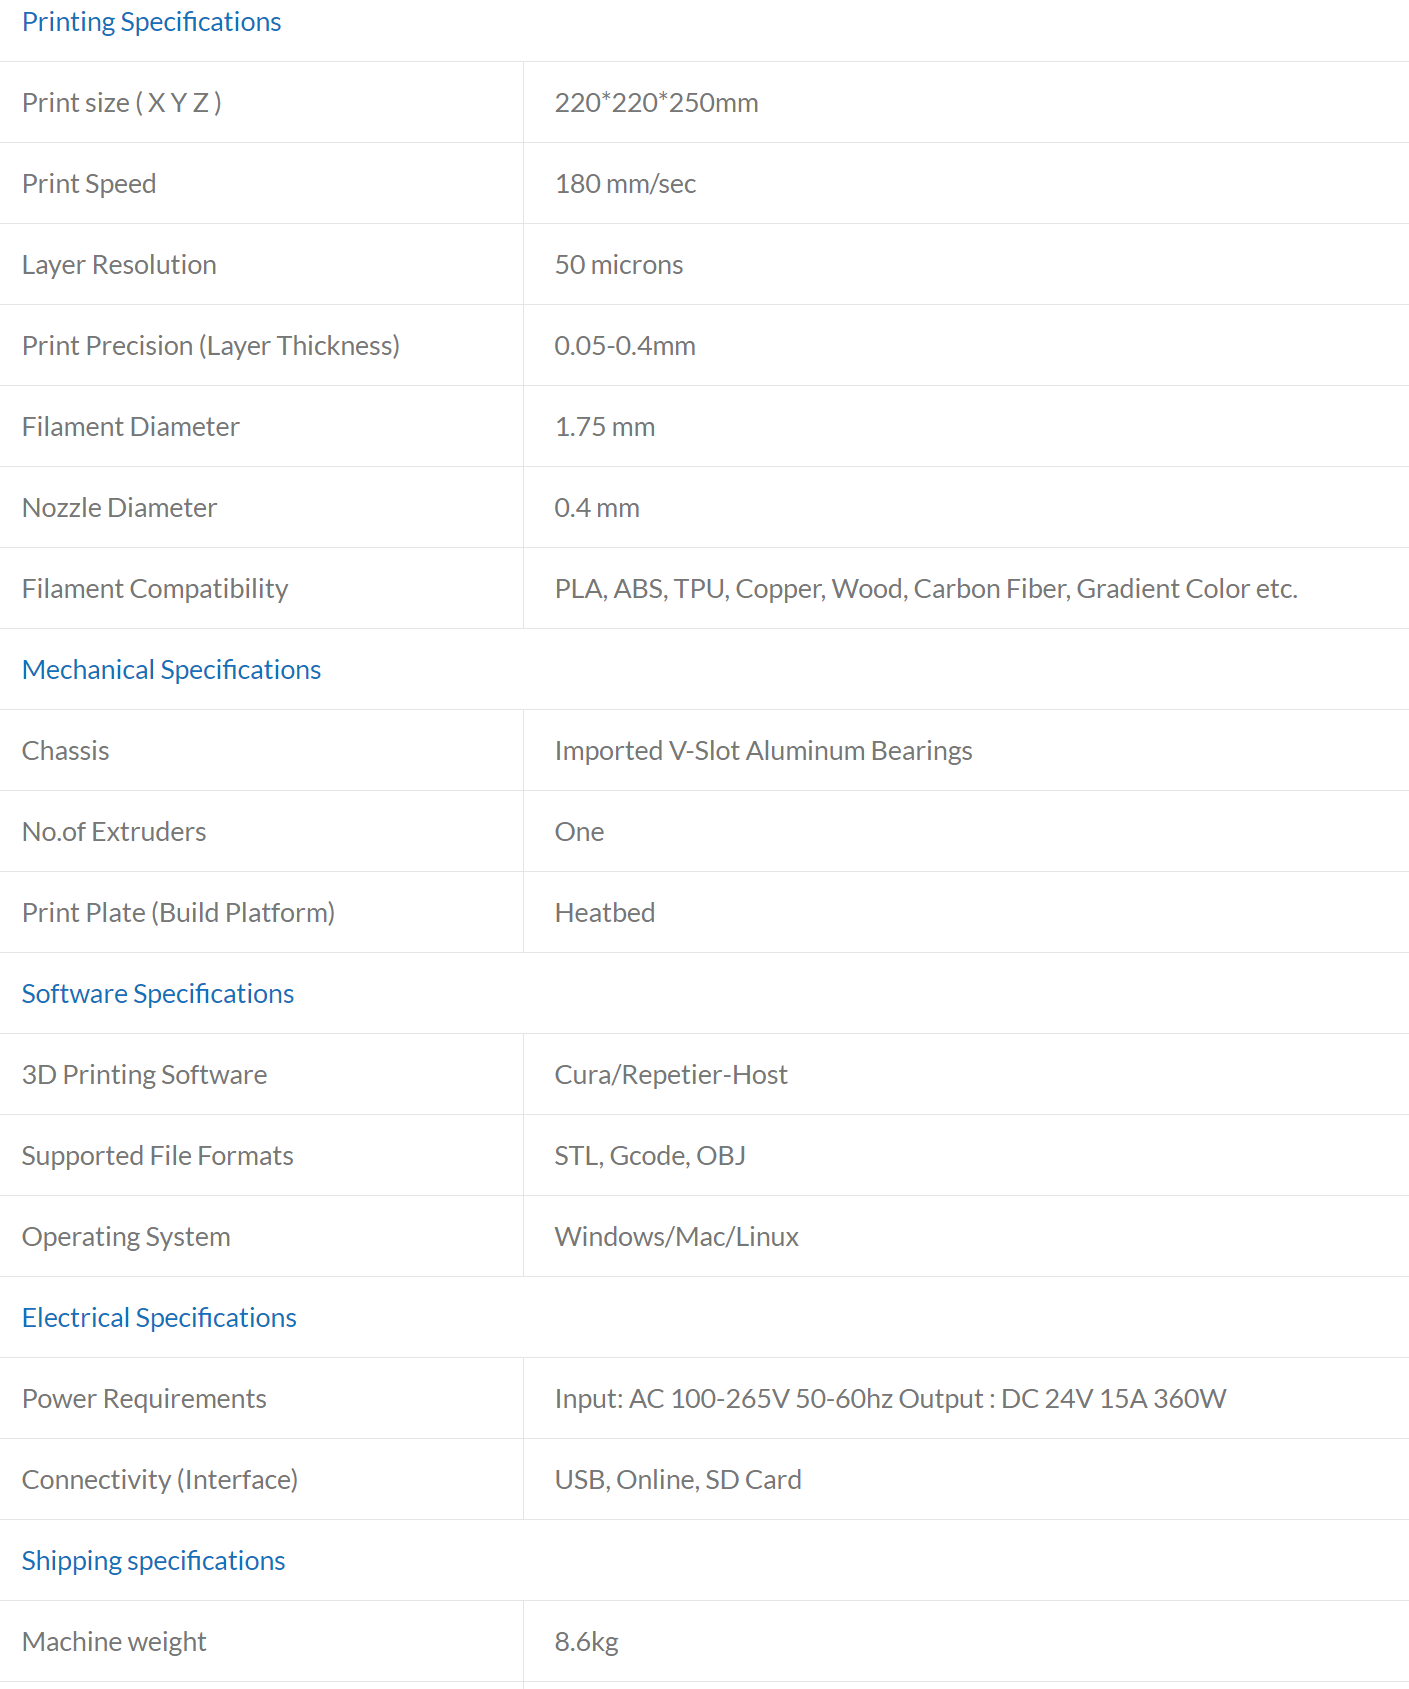 Printing Specifications
Print size ( X Y Z ) 220*220*250mm
Print Speed 180 mm/sec
Layer Resolution 50 microns
Print Precision (Layer Thickness) 0.05-0.4mm
Filament Diameter 1.75 mm
Nozzle Diameter 0.4 mm
Filament Compatibility PLA, ABS, TPU, Copper, Wood, Carbon Fiber, Gradient Color etc.
Mechanical Specifications
Chassis Imported V-Slot Aluminum Bearings
No.of Extruders One
Print Plate (Build Platform) Heatbed
Software Specifications
3D Printing Software Cura/Repetier-Host
Supported File Formats STL, Gcode, OBJ
Operating System Windows/Mac/Linux
Electrical Specifications
Power Requirements Input: AC 100-265V 50-60hz Output : DC 24V 15A 360W
Connectivity (Interface) USB, Online, SD Card
Shipping specifications
Machine weight 8.6kg